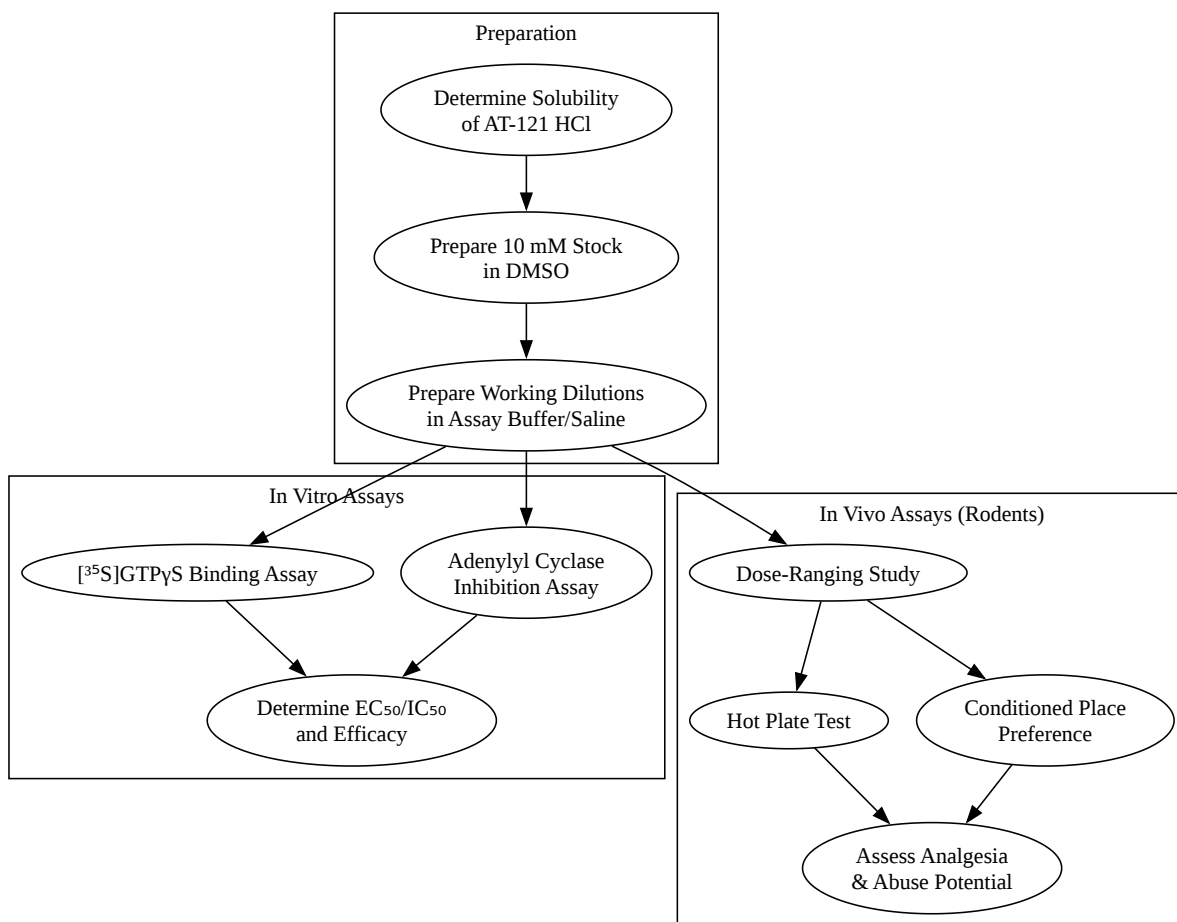 Preparation
Determine Solubility
of AT-121 HCl
Prepare 10 mM Stock
in DMSO
Prepare Working Dilutions
in Assay Buffer/Saline
In Vitro Assays
[³⁵S]GTPγS Binding Assay
Adenylyl Cyclase
Inhibition Assay
Determine EC₅₀/IC₅₀
and Efficacy
In Vivo Assays (Rodents)
Dose-Ranging Study
Hot Plate Test
Conditioned Place
Preference
Assess Analgesia
& Abuse Potential